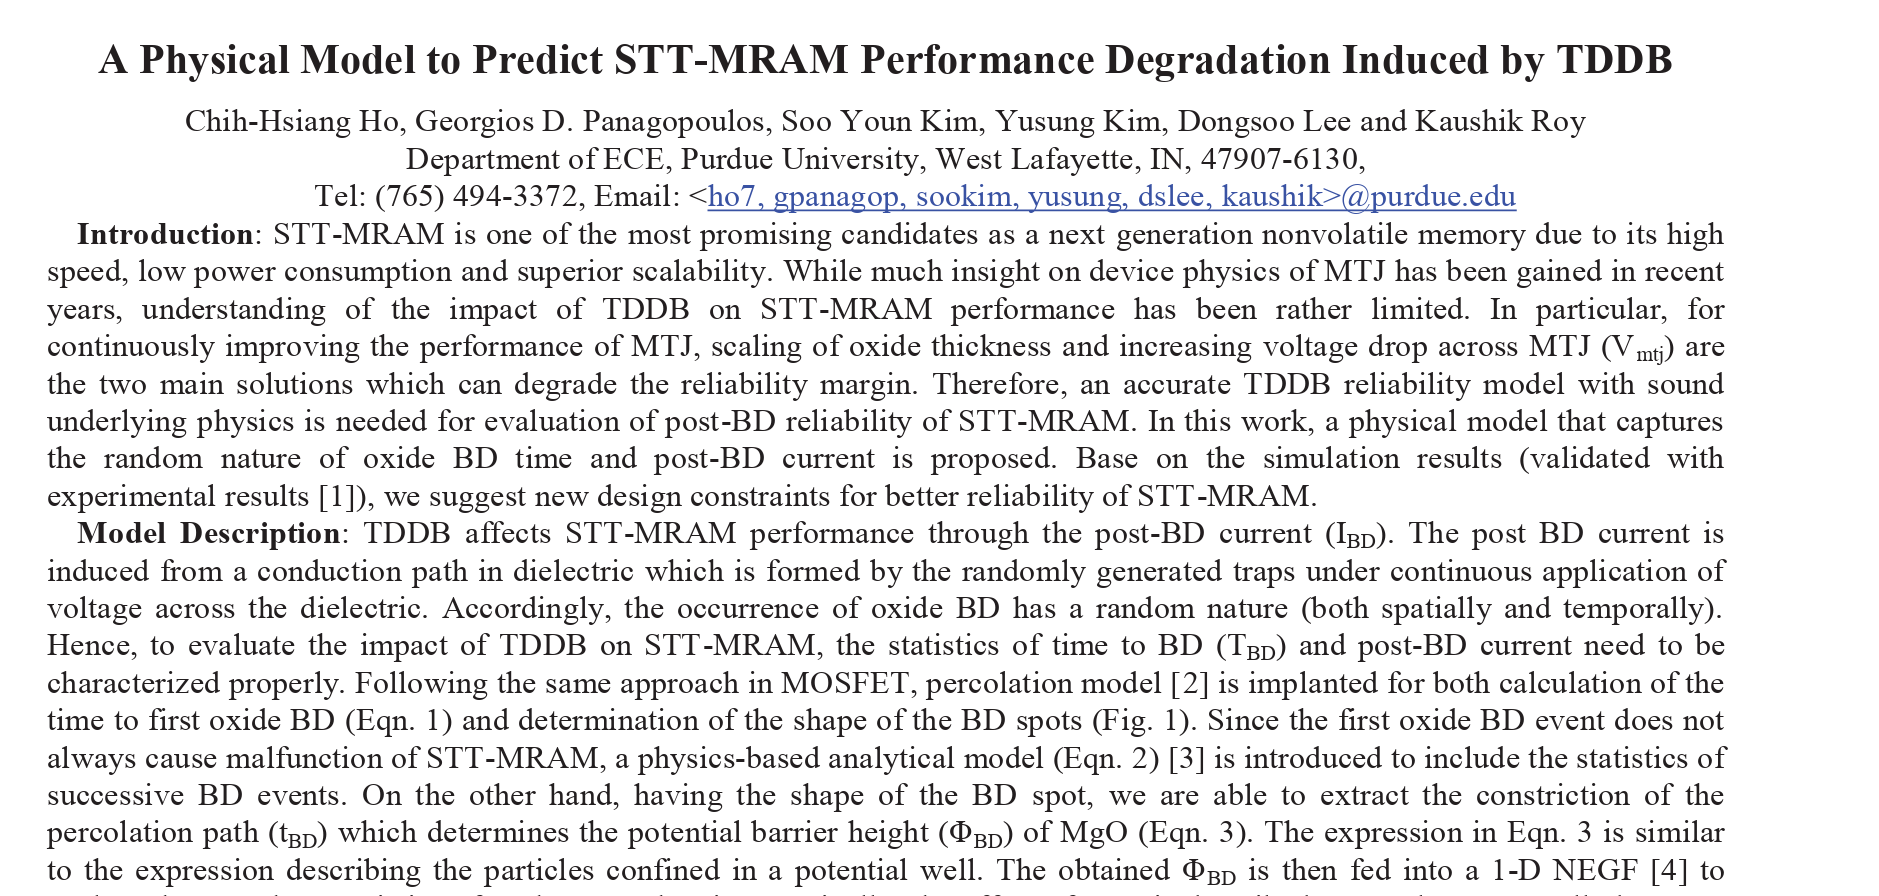 A Physical Model to Predict STT-MRAM Performance Degradation Induced by TDDB
Chih-Hsiang Ho, Georgios D. Panagopoulos, Soo Youn Kim, Yusung Kim, Dongsoo Lee and Kaushik Roy
Department of ECE, Purdue University, West Lafayette, IN, 47907-6130,
Tel: (765) 494-3372, Email: <ho7, gpanagop, sookim, yusung, dslee, kaushik>@purdue.edu
Introduction: STT-MRAM is one of the most promising candidates as a next generation nonvolatile memory due to its high
speed, low power consumption and superior scalability. While much insight on device physics of MTJ has been gained in recent
years, understanding of the impact of TDDB on STT-MRAM performance has been rather limited. In particular, for
continuously improving the performance of MTJ, scaling of oxide thickness and increasing voltage drop across MTJ (Vmtj) are
the two main solutions which can degrade the reliability margin. Therefore, an accurate TDDB reliability model with sound
underlying physics is needed for evaluation of post-BD reliability of STT-MRAM. In this work, a physical model that captures
the random nature of oxide BD time and post-BD current is proposed. Base on the simulation results (validated with
experimental results [1]), we suggest new design constraints for better reliability of STT-MRAM.
Model Description: TDDB affects STT-MRAM performance through the post-BD current (IBD). The post BD current is
induced from a conduction path in dielectric which is formed by the randomly generated traps under continuous application of
voltage across the dielectric. Accordingly, the occurrence of oxide BD has a random nature (both spatially and temporally).
Hence, to evaluate the impact of TDDB on STT-MRAM, the statistics of time to BD (TBD) and post-BD current need to be
characterized properly. Following the same approach in MOSFET, percolation model [2] is implanted for both calculation of the
time to first oxide BD (Eqn. 1) and determination of the shape of the BD spots (Fig. 1). Since the first oxide BD event does not
always cause malfunction of STT-MRAM, a physics-based analytical model (Eqn. 2) [3] is introduced to include the statistics of
successive BD events. On the other hand, having the shape of the BD spot, we are able to extract the constriction of the
percolation path (tBD) which determines the potential barrier height (ΦBD) of MgO (Eqn. 3). The expression in Eqn. 3 is similar
to the expression describing the particles confined in a potential well. The obtained ΦBD is then fed into a 1-D NEGF [4] to